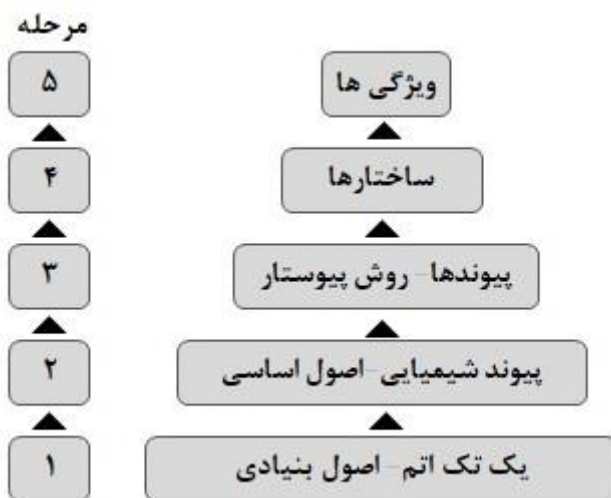 مرحله
۵
ویژگی ها
۴
ساختارها
۳
پیوندها- روش پیوستار
۲
پیوند شیمیایی-اصول اساسی
۱
یک تک اتم- اصول بنیادی